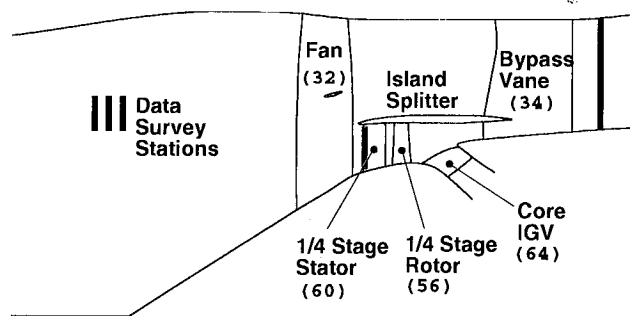 Fan
(32)
Island
Splitter
Bypass
Vane
(34)
Data
Survey
Stations
1/4 Stage
Stator
(60)
1/4 Stage
Rotor
(56)
Core
IGV
(64)